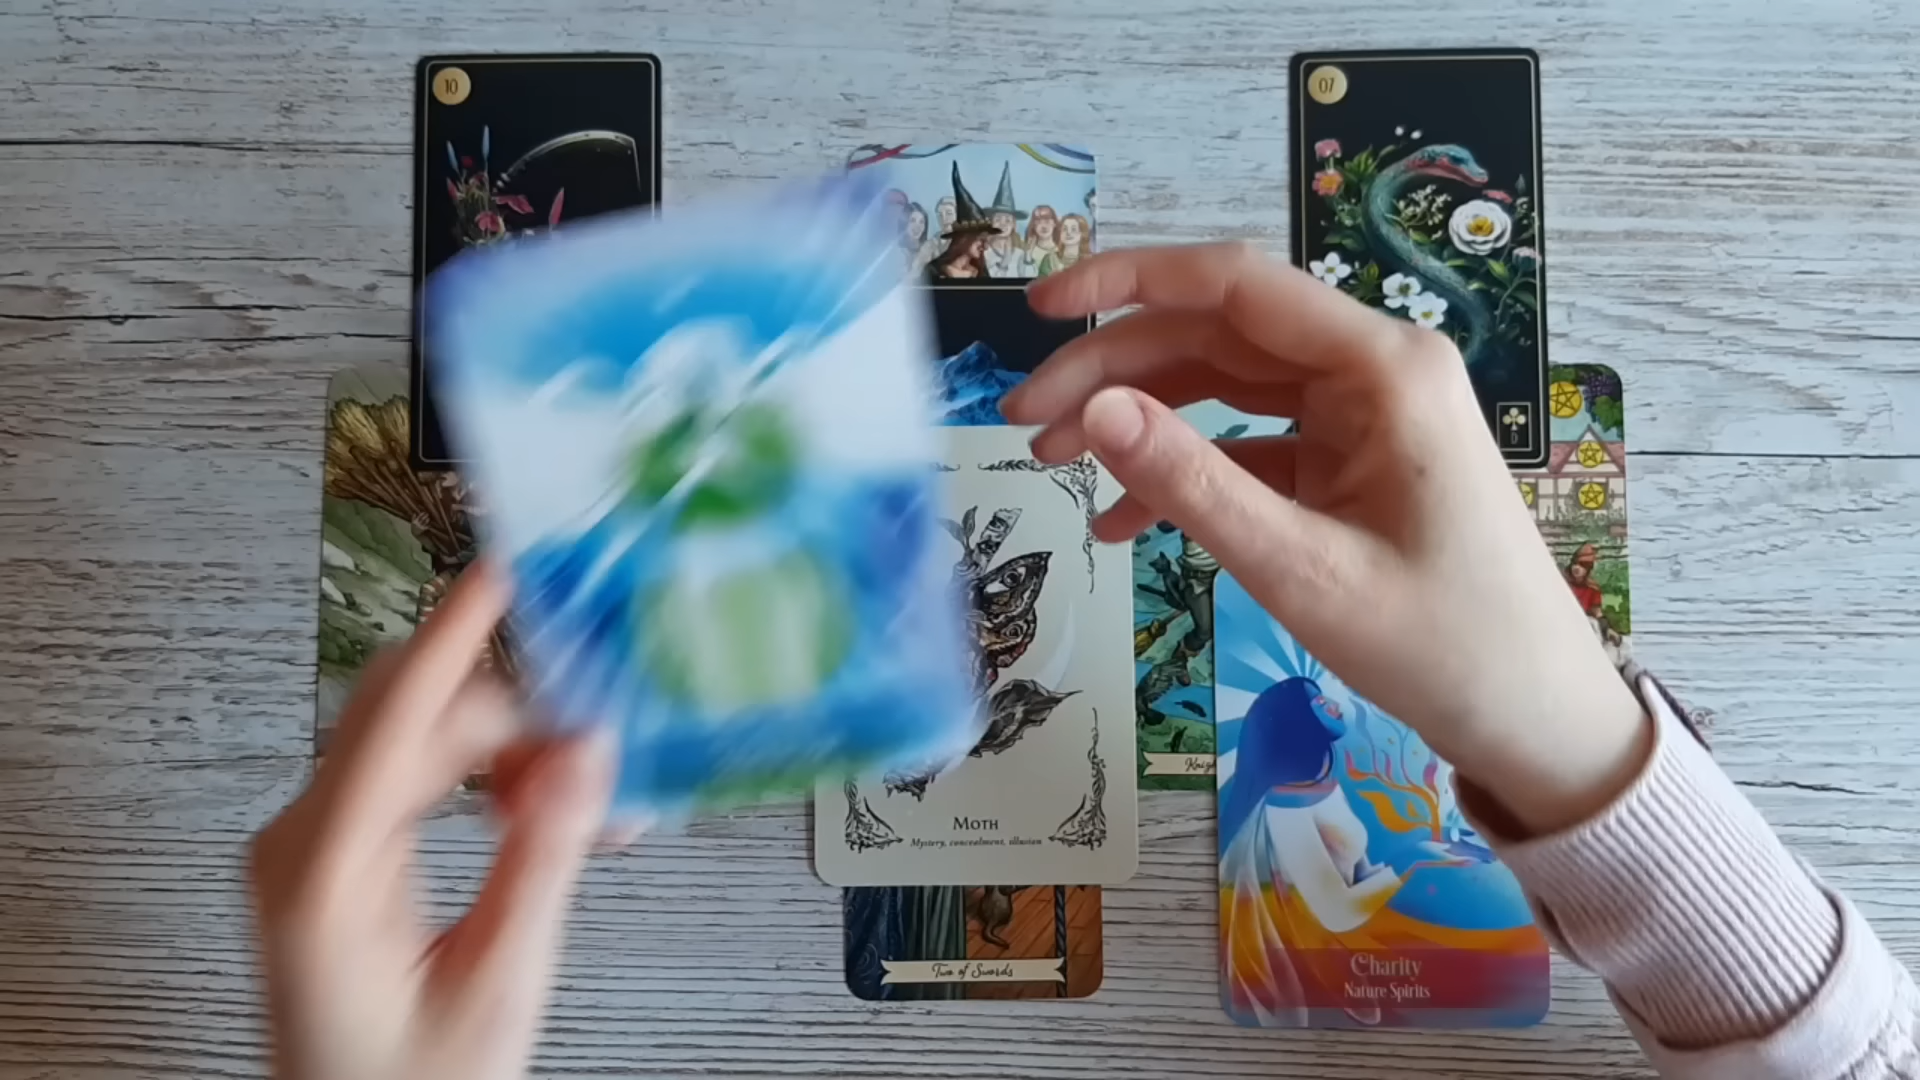 10
07
D
Moth
Mystery, concealment, illusion
Two of Swords
Charity
Nature Spirits